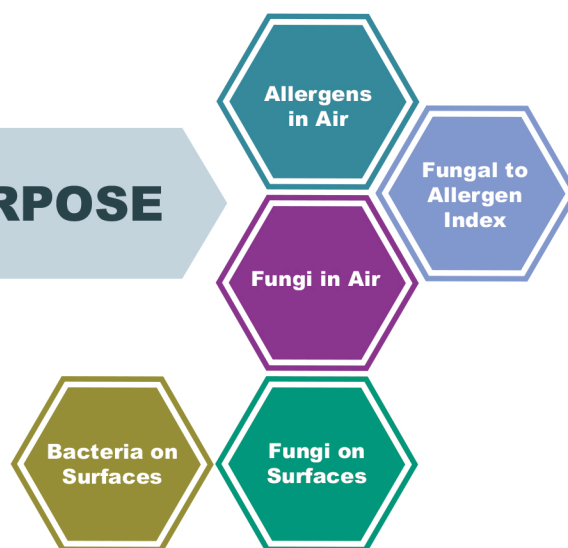 Allergens
in Air
Fungal to
Allergen
Index
RPOSE
Fungi in Air
Bacteria on
Surfaces
Fungi on
Surfaces